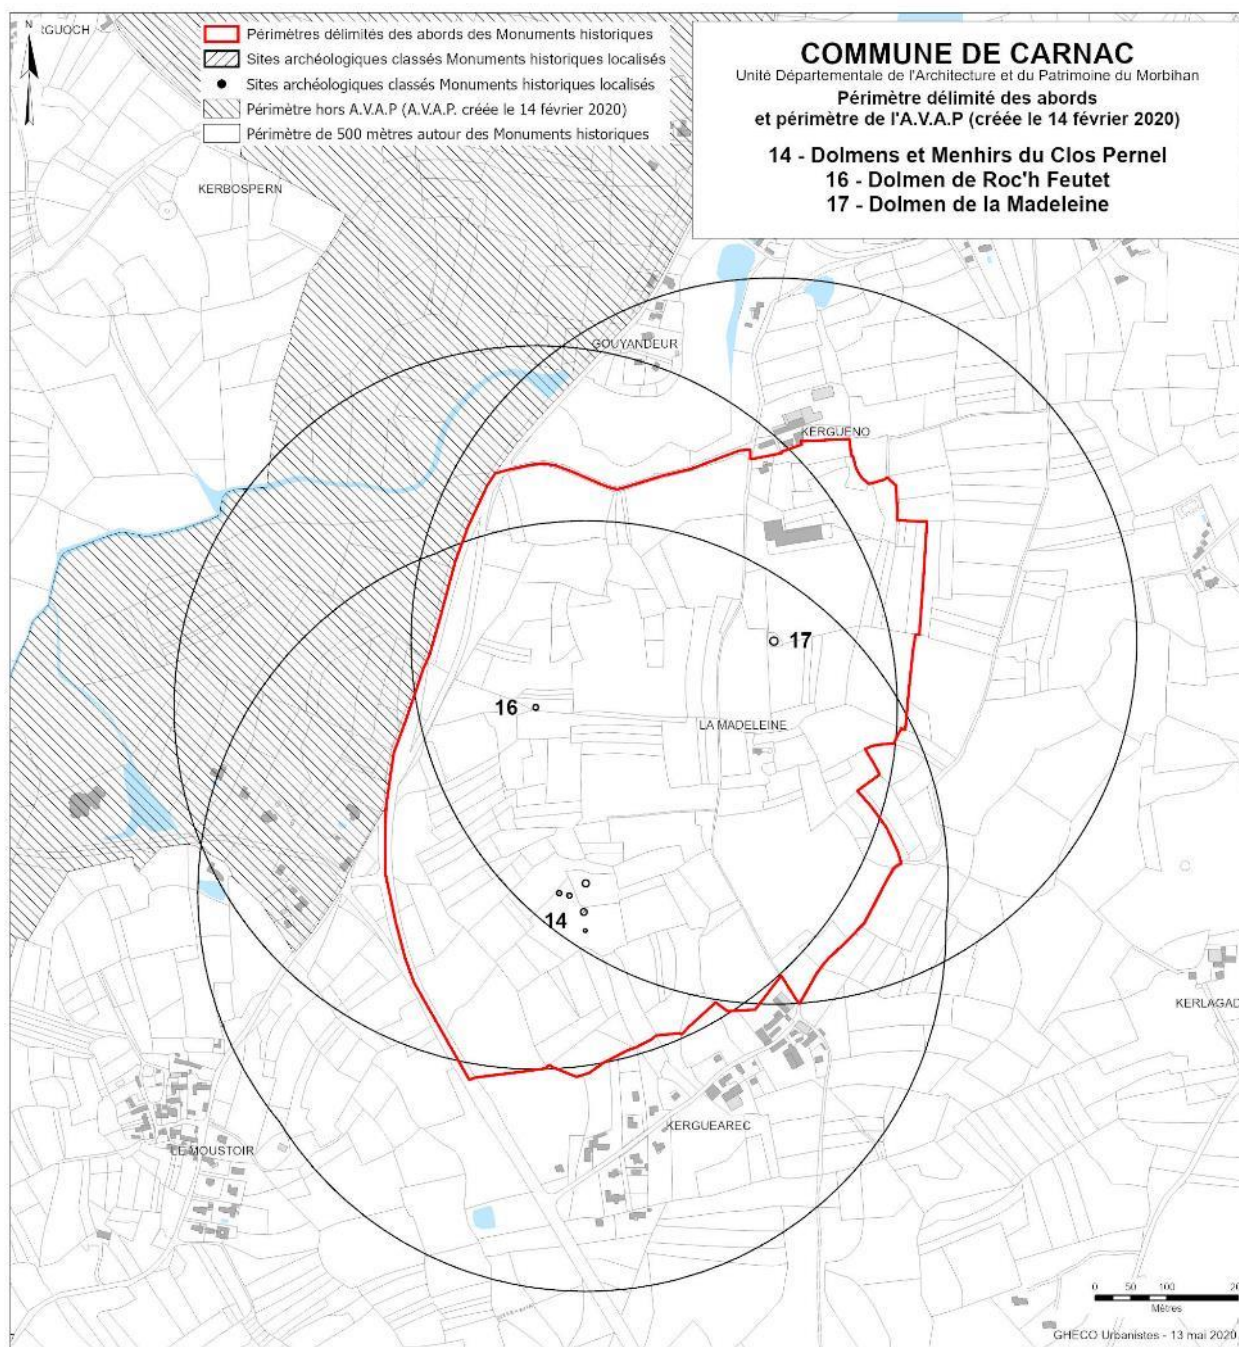 N
RGUOCH
Périmètres délimités des abords des Monuments historiques
Sites archéologiques classés Monuments historiques localisés
Sites archéologiques classés Monuments historiques localisés
Périmètre hors A.V.A.P (A.V.A.P. créée le 14 février 2020)
Périmètre de 500 mètres autour des Monuments historiques
COMMUNE DE CARNAC
Unité Départementale de l'Architecture et du Patrimoine du Morbihan
Périmètre délimité des abords
et périmètre de l'A.V.A.P (créée le 14 février 2020)
14 - Dolmens et Menhirs du Clos Pernel
16 - Dolmen de Roc'h Feutet
17 - Dolmen de la Madeleine
KERBOSPERN
GOUYANDEUR
KERGUENO
17
16
LA MADELEINE
14
KERLAGAD
KERGUEAREC
LE MOUSTOIR
0 50 100 20
Mètres
GHECO Urbanistes - 13 mai 2020